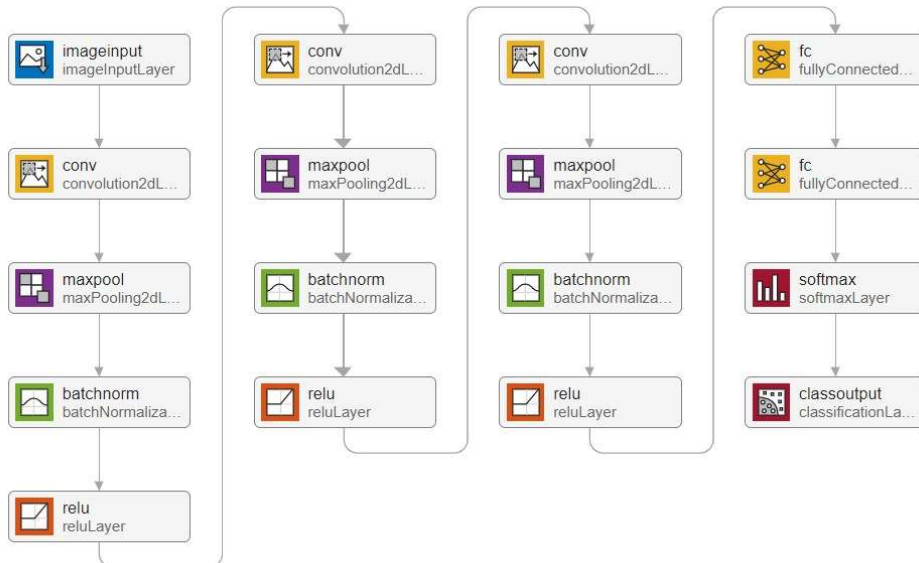 imageinput
imageInputLayer
conv
convolution2dL...
maxpool
maxPooling2dL...
batchnorm
batchNormaliza...
relu
reluLayer
conv
convolution2dL...
maxpool
maxPooling2dL...
batchnorm
batchNormaliza...
relu
reluLayer
conv
convolution2dL...
maxpool
maxPooling2dL...
batchnorm
batchNormaliza...
relu
reluLayer
fc
fullyConnected...
fc
fullyConnected...
softmax
softmaxLayer
classoutput
classificationLa...